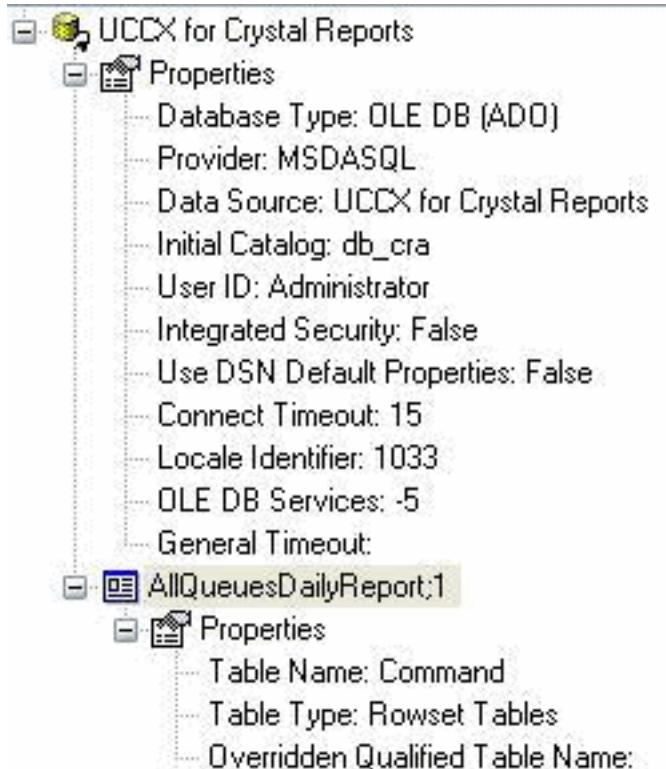 UCCX for Crystal Reports
Properties
Database Type: OLE DB (ADO)
Provider: MSDASQL
Data Source: UCCX for Crystal Reports
Initial Catalog: db_cra
User ID: Administrator
Integrated Security: False
Use DSN Default Properties: False
Connect Timeout: 15
Locale Identifier: 1033
OLE DB Services: -5
General Timeout:
AllQueuesDailyReport;1
Properties
Table Name: Command
Table Type: Rowset Tables
Overridden Qualified Table Name: